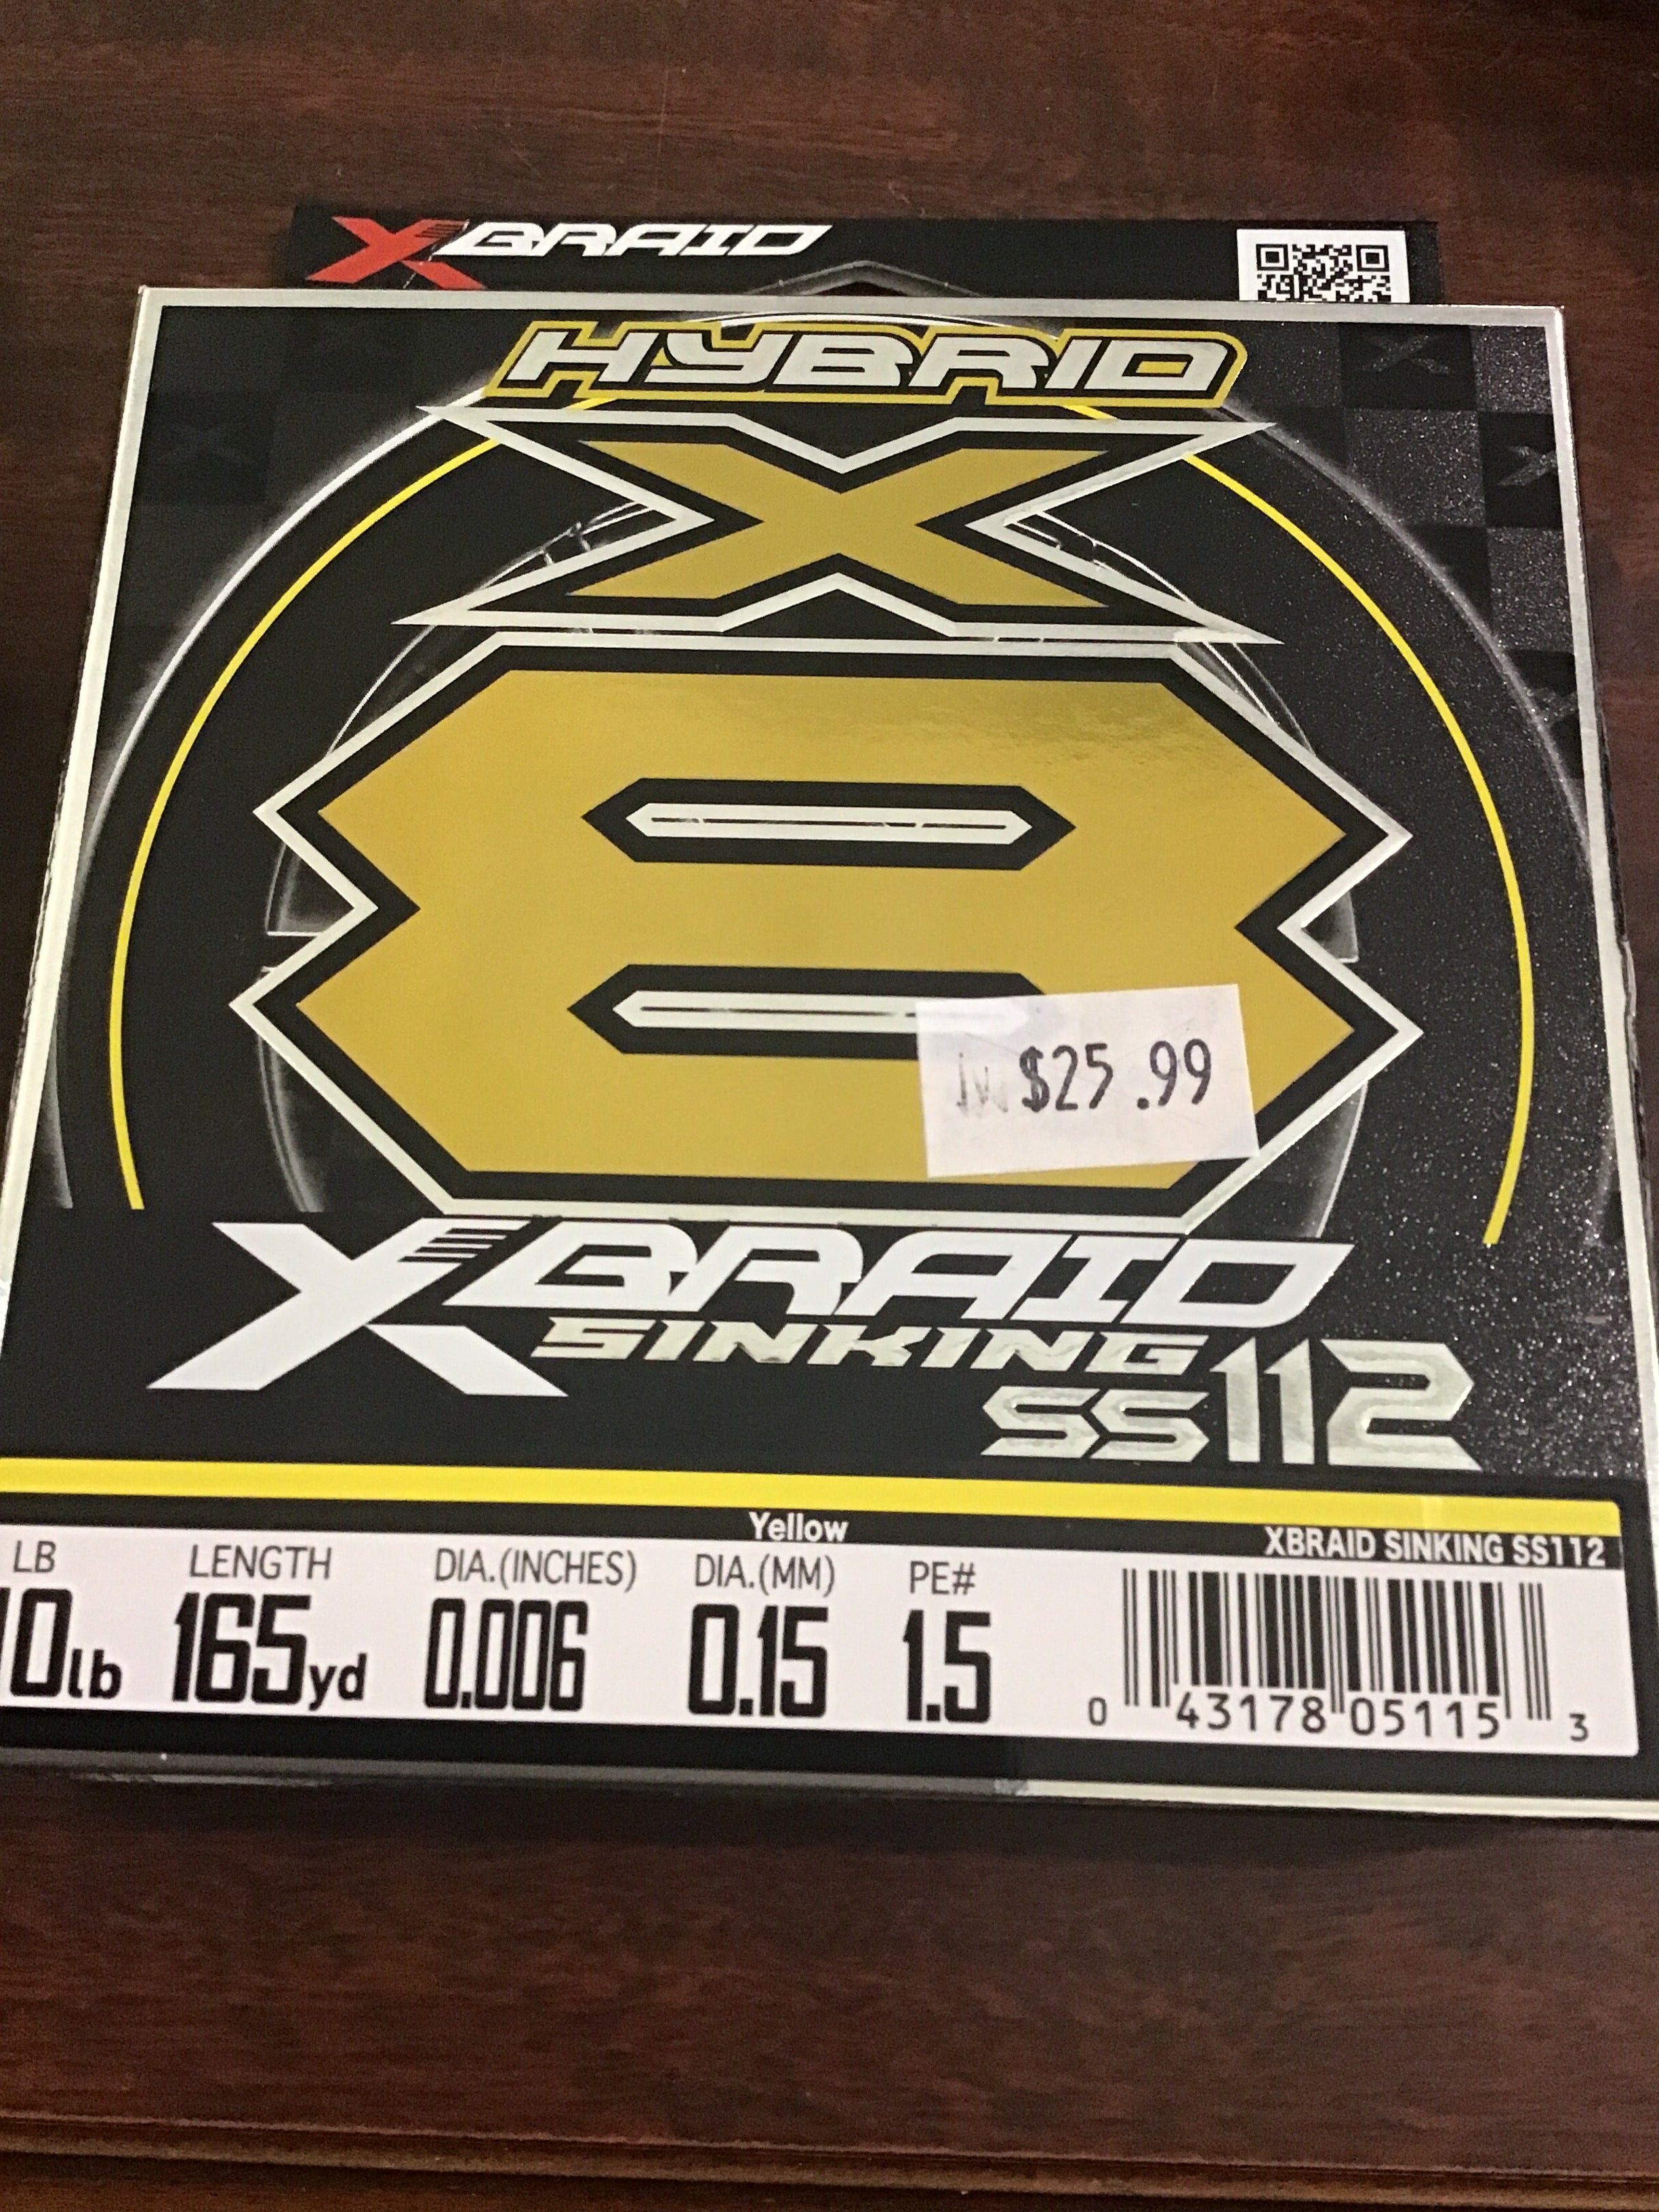 XBRAID
HYBRID
X
8
$25.99
XBRAID
SINKING
SS112
Yellow
XBRAID SINKING SS112
LB LENGTH DIA.(INCHES) DIA.(MM) PE#
10lb 165yd 0.006 0.15 1.5
0 43178 05115 3